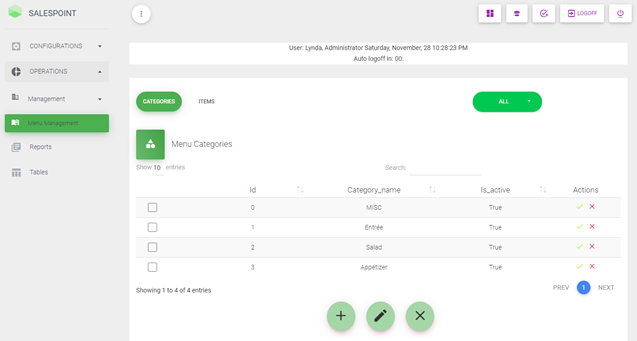 SALESPOINT
LOGOFF
CONFIGURATIONS
OPERATIONS
Management
Menu Management
Reports
Tables
User: Lynda, Administrator Saturday, November, 28 10:28:23 PM
Auto logoff in: 00:
CATEGORIES ITEMS ALL
Menu Categories
Show 10 entries Search:
Id Category_name Is_active Actions
0 MISC True
1 Entrée True
2 Salad True
3 Appetizer True
Showing 1 to 4 of 4 entries PREV 1 NEXT